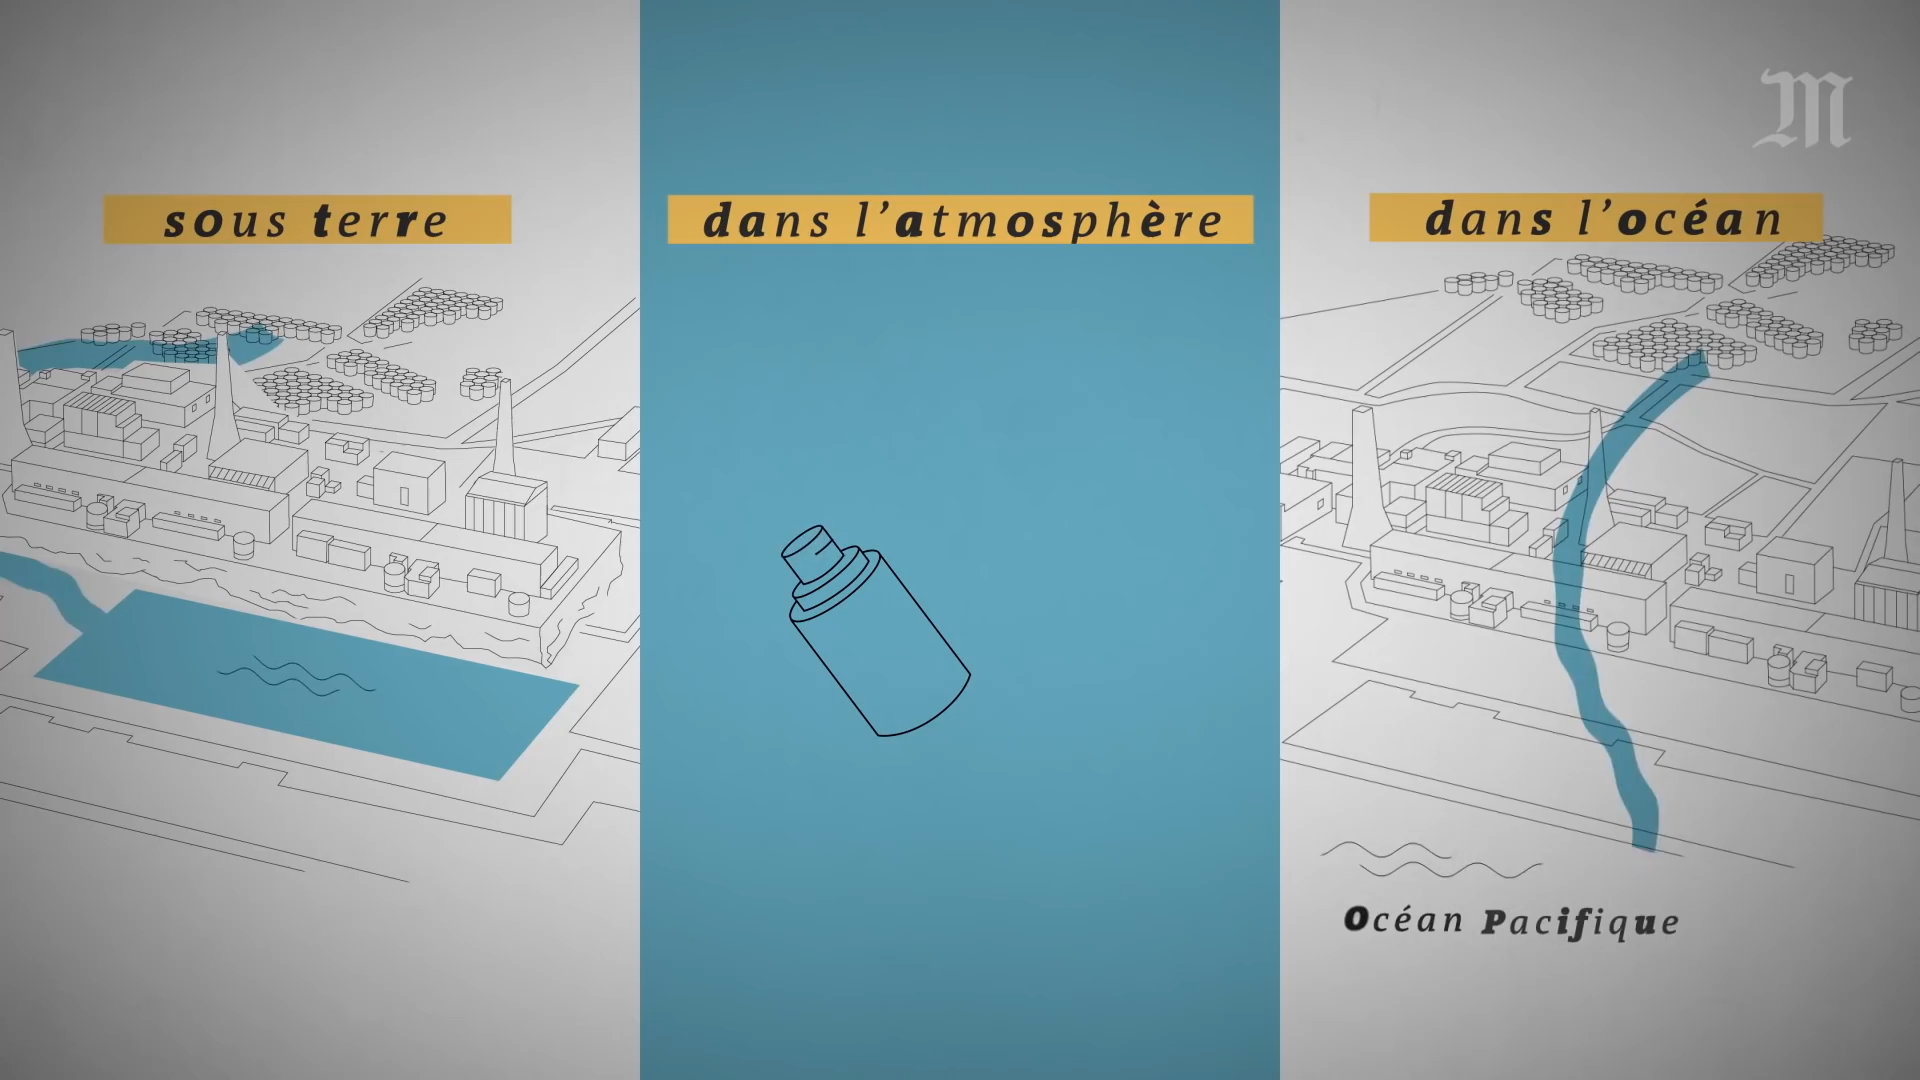 sous terre
dans l’atmosphère
dans l’océan
M
Océan Pacifique